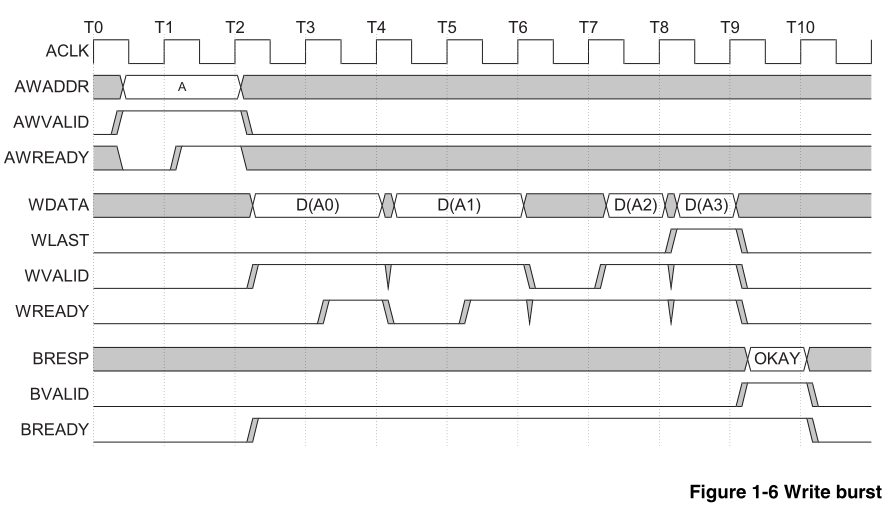 T0 T1 T2 T3 T4 T5 T6 T7 T8 T9 T10
ACLK
AWADDR A
AWVALID
AWREADY
WDATA D(A0) D(A1) D(A2) D(A3)
WLAST
WVALID
WREADY
BRESP OKAY
BVALID
BREADY
Figure 1-6 Write burst